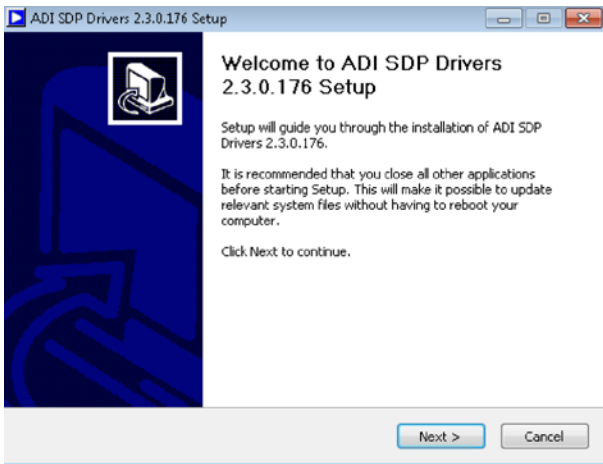 ADI SDP Drivers 2.3.0.176 Setup
Welcome to ADI SDP Drivers
2.3.0.176 Setup
Setup will guide you through the installation of ADI SDP
Drivers 2.3.0.176.
It is recommended that you close all other applications
before starting Setup. This will make it possible to update
relevant system files without having to reboot your
computer.
Click Next to continue.
Next >
Cancel